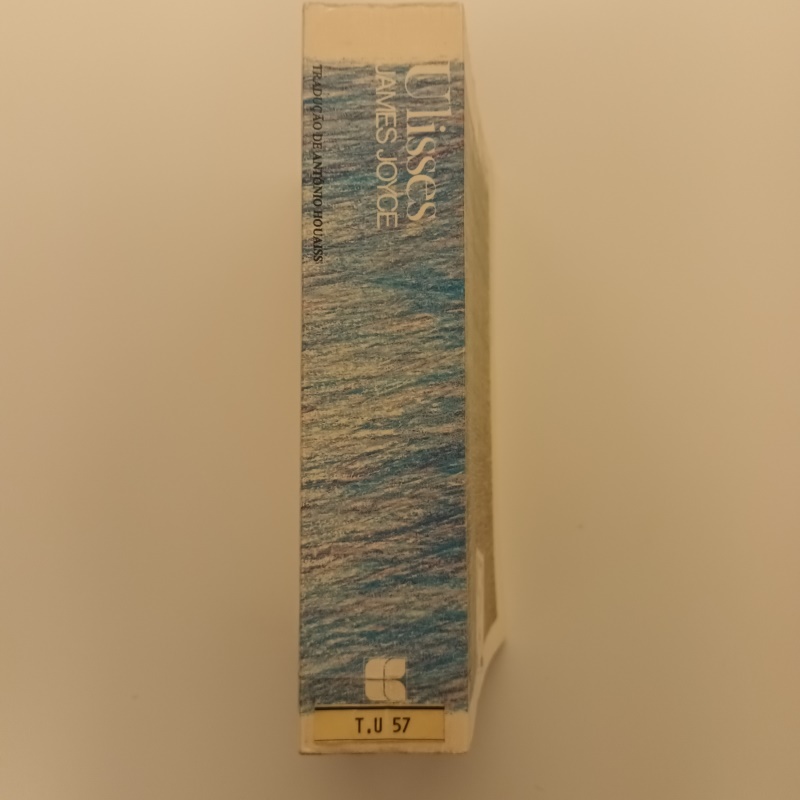 Ulisses
JAMES JOYCE
TRADUÇÃO DE ANTÔNIO HOUAISS
T.U 57